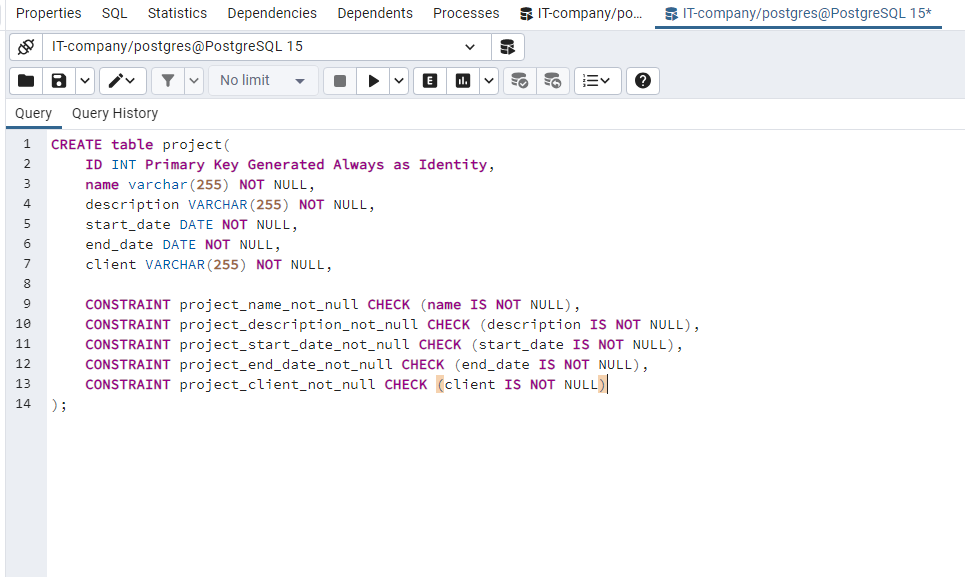 Properties SQL Statistics Dependencies Dependents Processes IT-company/po... IT-company/postgres@PostgreSQL 15*
IT-company/postgres@PostgreSQL 15
No limit E
Query Query History
1 CREATE table project(
2 ID INT Primary Key Generated Always as Identity,
3 name varchar(255) NOT NULL,
4 description VARCHAR(255) NOT NULL,
5 start_date DATE NOT NULL,
6 end_date DATE NOT NULL,
7 client VARCHAR(255) NOT NULL,
8
9 CONSTRAINT project_name_not_null CHECK (name IS NOT NULL),
10 CONSTRAINT project_description_not_null CHECK (description IS NOT NULL),
11 CONSTRAINT project_start_date_not_null CHECK (start_date IS NOT NULL),
12 CONSTRAINT project_end_date_not_null CHECK (end_date IS NOT NULL),
13 CONSTRAINT project_client_not_null CHECK (client IS NOT NULL)
14 );